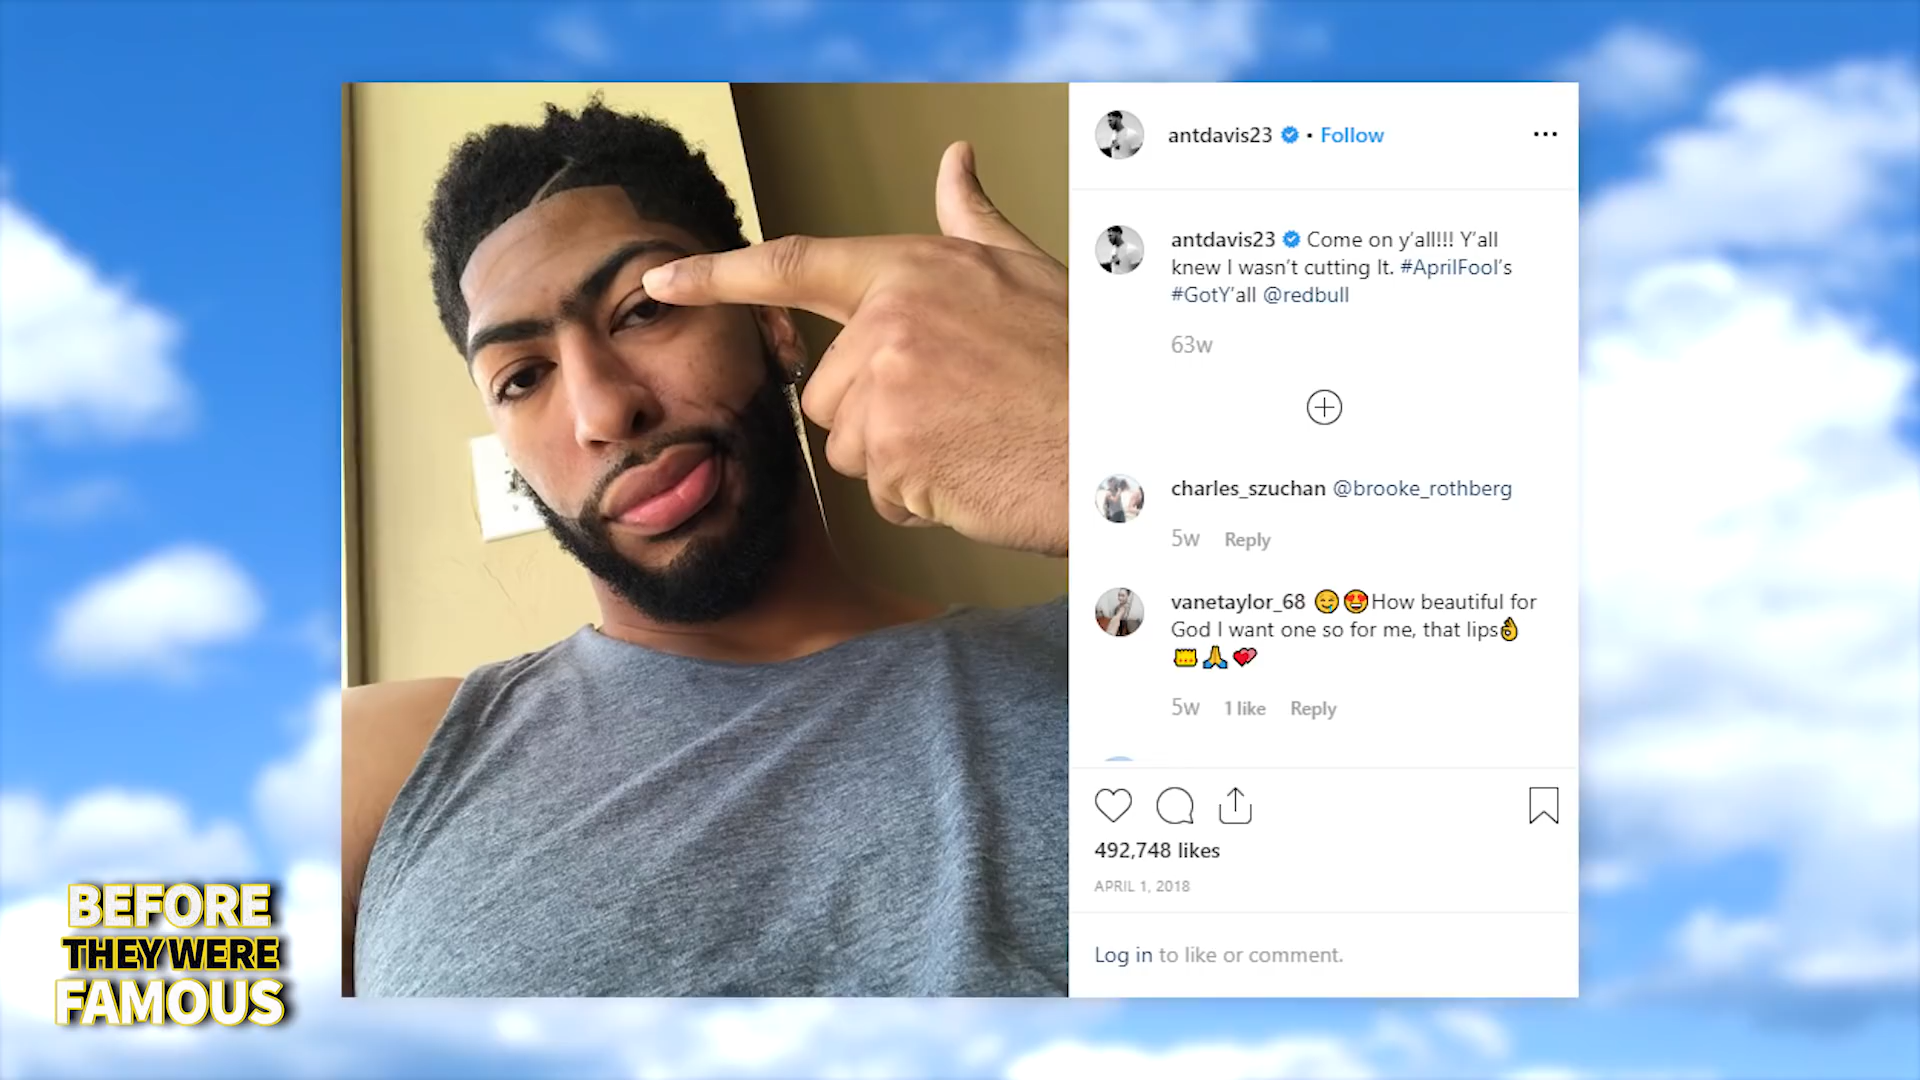 antdavis23 • Follow
antdavis23 Come on y'all!!! Y'all
knew I wasn't cutting It. #AprilFool's
#GotY'all @redbull
63w
charles_szuchan @brooke_rothberg
5w Reply
vanetaylor_68 🤤😍How beautiful for
God I want one so for me, that lips👌
🙏💕
5w 1 like Reply
492,748 likes
APRIL 1, 2018
Log in to like or comment.
BEFORE
THEY WERE
FAMOUS